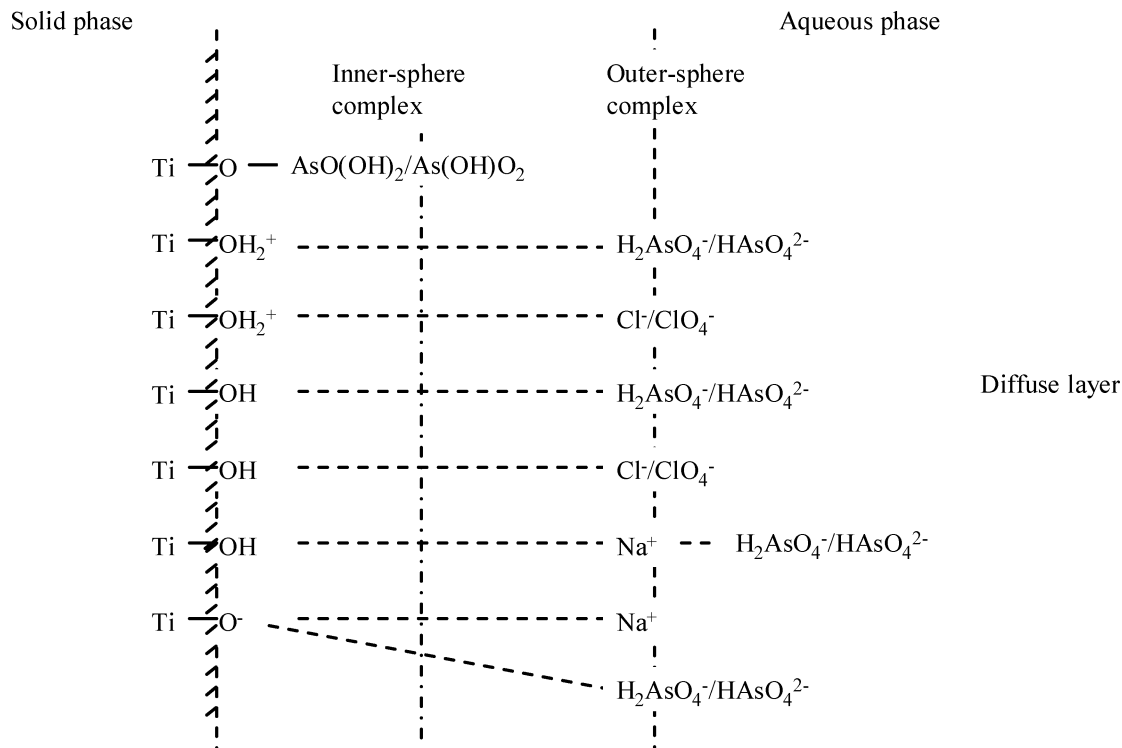 Solid phase
Aqueous phase
Inner-sphere
complex
Outer-sphere
complex
Ti O AsO(OH)₂/As(OH)O₂
Ti OH₂⁺ H₂AsO₄⁻/HAsO₄²⁻
Ti OH₂⁺ Cl⁻/ClO₄⁻
Ti OH H₂AsO₄⁻/HAsO₄²⁻
Diffuse layer
Ti OH Cl⁻/ClO₄⁻
Ti OH Na⁺ H₂AsO₄⁻/HAsO₄²⁻
Ti O⁻ Na⁺
H₂AsO₄⁻/HAsO₄²⁻